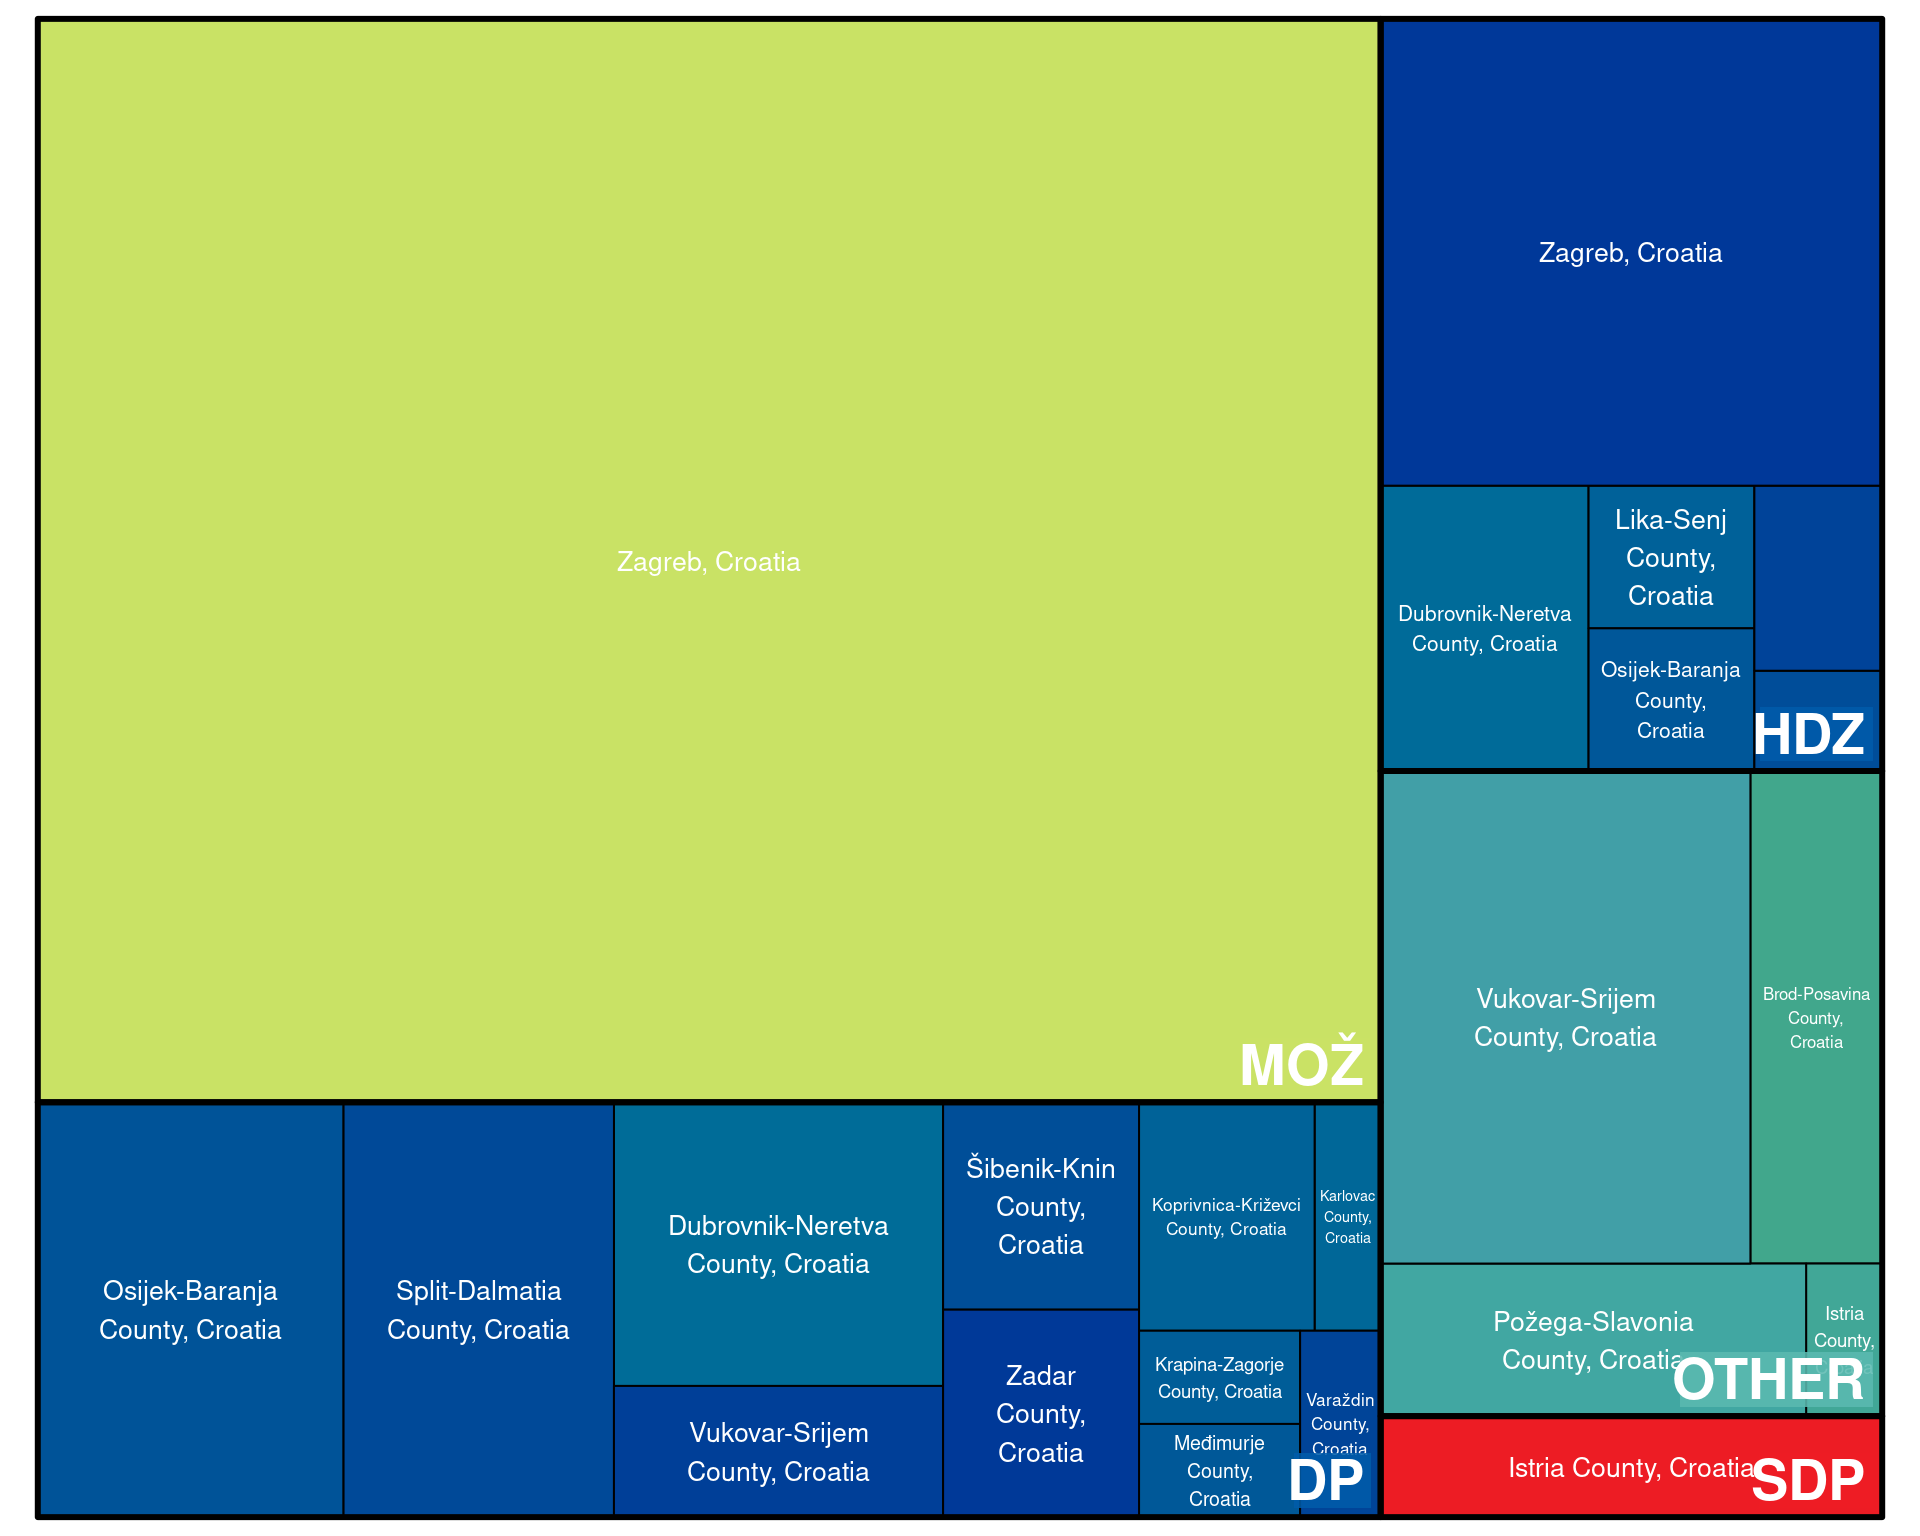 Zagreb, Croatia
MOŽ
Zagreb, Croatia
Dubrovnik-Neretva
County, Croatia
Lika-Senj
County,
Croatia
Osijek-Baranja
County,
Croatia
HDZ
Vukovar-Srijem
County, Croatia
Brod-Posavina
County,
Croatia
Požega-Slavonia
County, Croatia
Istria
County,
OTHER
Istria County, Croatia
SDP
Osijek-Baranja
County, Croatia
Split-Dalmatia
County, Croatia
Dubrovnik-Neretva
County, Croatia
Vukovar-Srijem
County, Croatia
Šibenik-Knin
County,
Croatia
Zadar
County,
Croatia
Koprivnica-Križevci
County, Croatia
Karlovac
County,
Croatia
Krapina-Zagorje
County, Croatia
Međimurje
County,
Croatia
Varaždin
County,
Croatia
DP